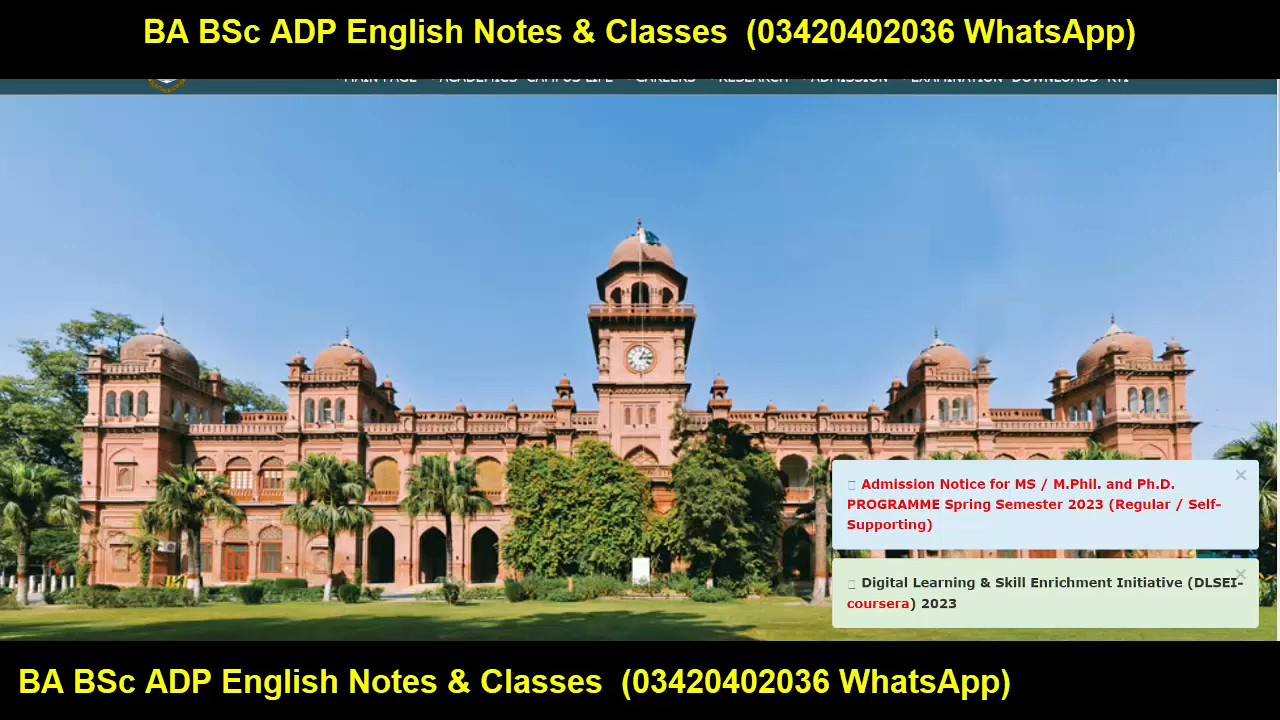 BA BSc ADP English Notes & Classes (03420402036 WhatsApp)
MAIN PAGE ACADEMICS CAMPUS LIFE CAREERS RESEARCH ADMISSION EXAMINATION DOWNLOADS RTI
Admission Notice for MS / M.Phil. and Ph.D.
PROGRAMME Spring Semester 2023 (Regular / Self-
Supporting)
Digital Learning & Skill Enrichment Initiative (DLSEI-
coursera) 2023
BA BSc ADP English Notes & Classes (03420402036 WhatsApp)